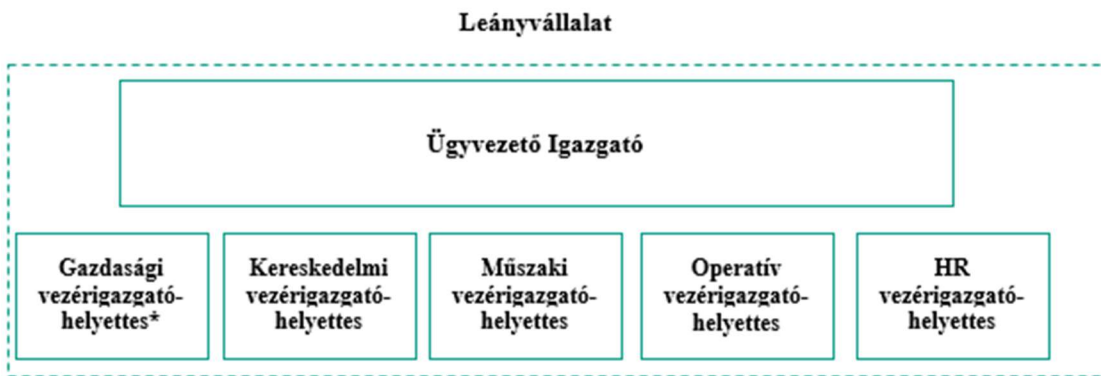 Leányvállalat
Ügyvezető Igazgató
Gazdasági
vezérigazgató-
helyettes*
Kereskedelmi
vezérigazgató-
helyettes
Műszaki
vezérigazgató-
helyettes
Operatív
vezérigazgató-
helyettes
HR
vezérigazgató-
helyettes